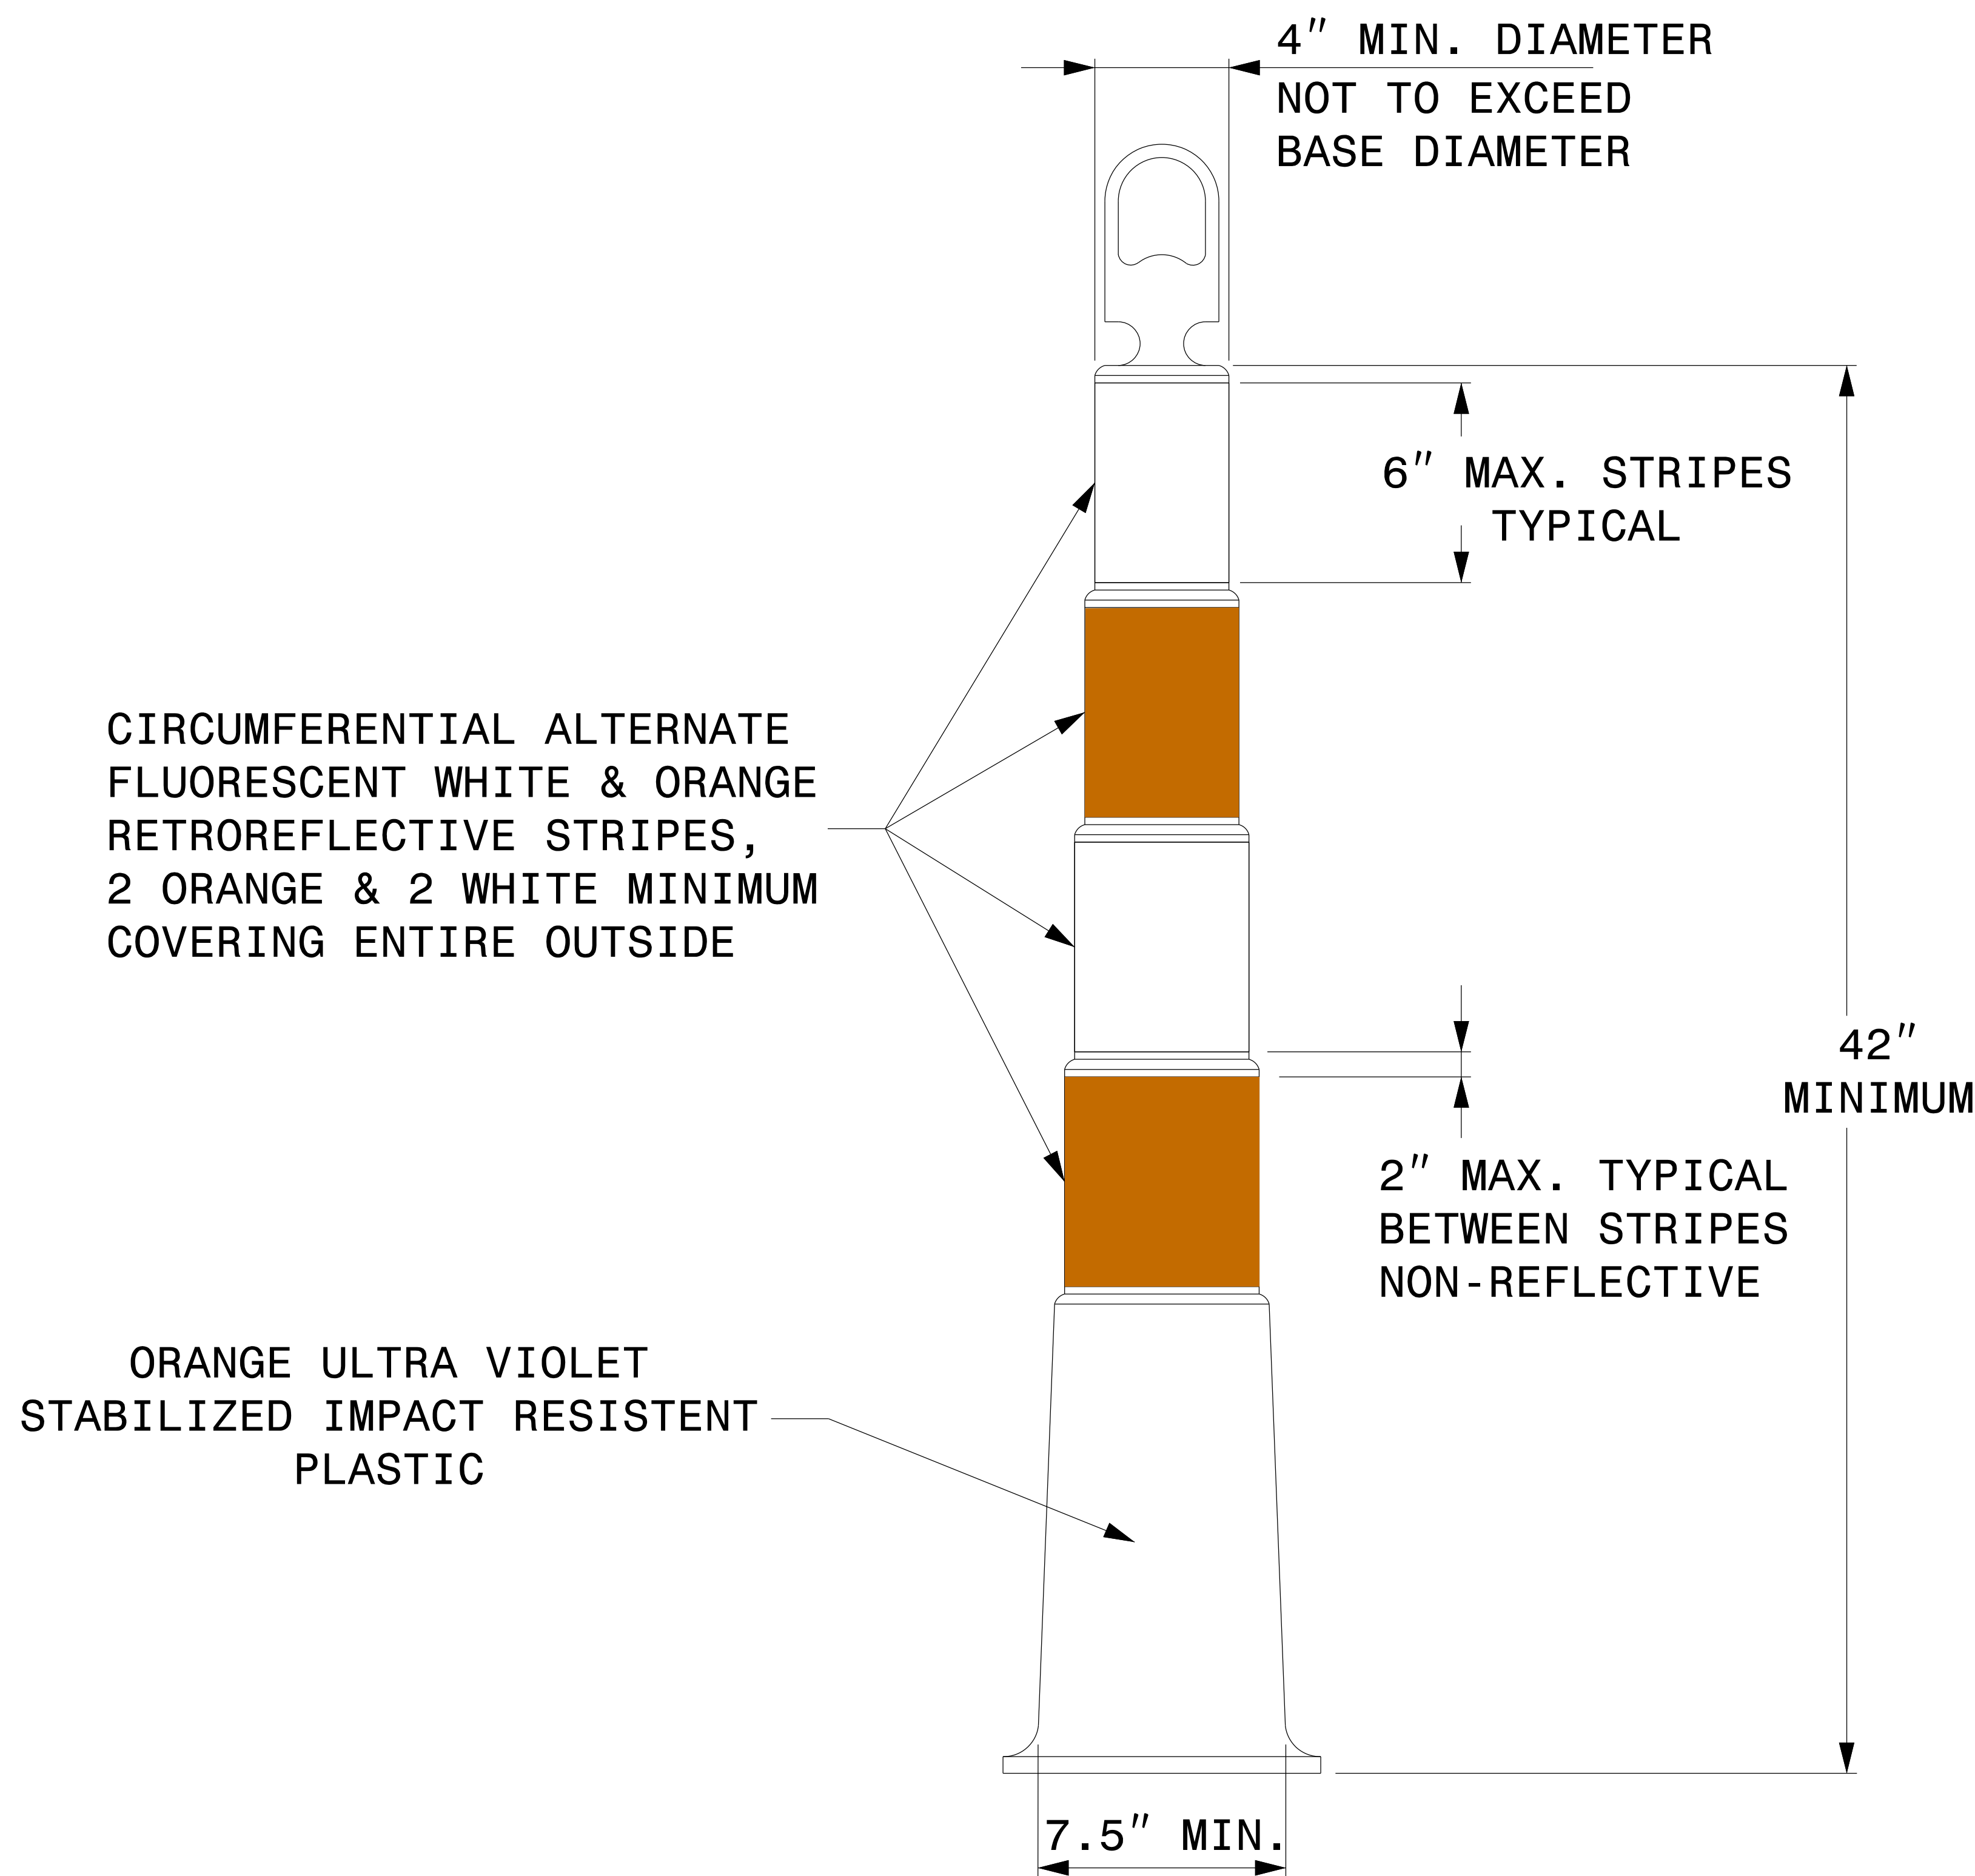 4" MIN. DIAMETER
NOT TO EXCEED
BASE DIAMETER
6" MAX. STRIPES
TYPICAL
CIRCUMFERENTIAL ALTERNATE
FLUORESCENT WHITE & ORANGE
RETROREFLECTIVE STRIPES,
2 ORANGE & 2 WHITE MINIMUM
COVERING ENTIRE OUTSIDE
42"
MINIMUM
2" MAX. TYPICAL
BETWEEN STRIPES
NON-REFLECTIVE
ORANGE ULTRA VIOLET
STABILIZED IMPACT RESISTENT
PLASTIC
7.5" MIN.